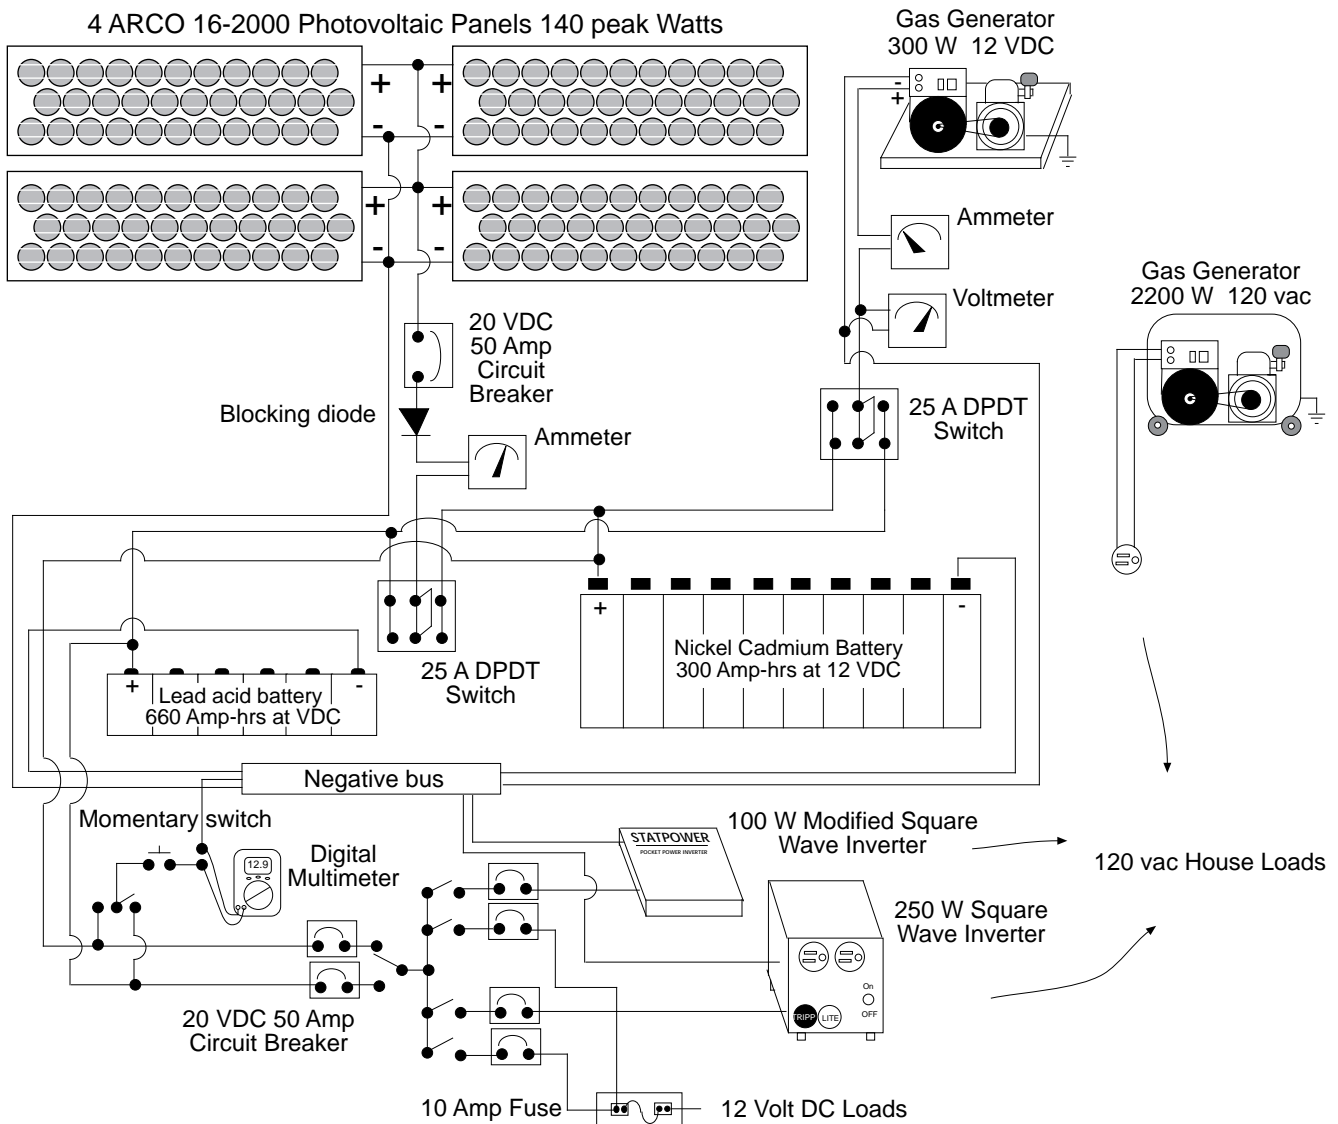 4 ARCO 16-2000 Photovoltaic Panels 140 peak Watts
Gas Generator
300 W 12 VDC
+
+
-
-
+
+
-
-
-
+
Ammeter
Voltmeter
Gas Generator
2200 W 120 vac
20 VDC
50 Amp
Circuit
Breaker
Blocking diode
Ammeter
25 A DPDT
Switch
+
-
Nickel Cadmium Battery
300 Amp-hrs at 12 VDC
25 A DPDT
Switch
+
-
Lead acid battery
660 Amp-hrs at VDC
Negative bus
Momentary switch
Digital
Multimeter
12.9
STATPOWER
POCKET POWER INVERTER
100 W Modified Square
Wave Inverter
120 vac House Loads
250 W Square
Wave Inverter
On
OFF
TRIPP
LITE
20 VDC 50 Amp
Circuit Breaker
10 Amp Fuse
12 Volt DC Loads